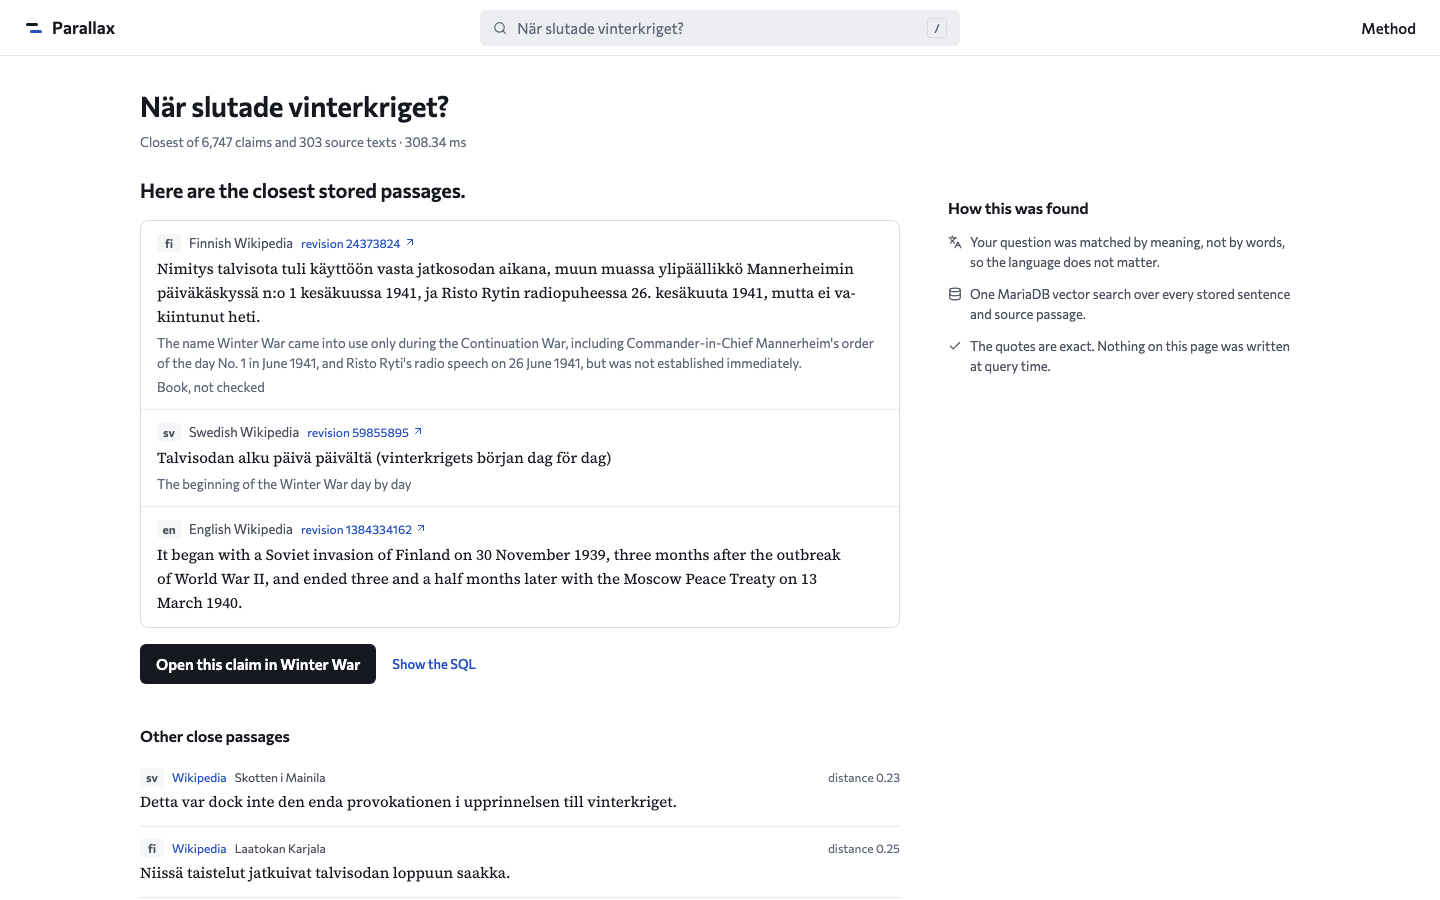 Parallax
När slutade vinterkriget?
/
Method
När slutade vinterkriget?
Closest of 6,747 claims and 303 source texts · 308.34 ms
Here are the closest stored passages.
fi Finnish Wikipedia revision 24373824
Nimitys talvisota tuli käyttöön vasta jatkosodan aikana, muun muassa ylipäällikkö Mannerheimin
päiväkäskyssä n:o 1 kesäkuussa 1941, ja Risto Rytin radiopuheessa 26. kesäkuuta 1941, mutta ei va-
kiintunut heti.
The name Winter War came into use only during the Continuation War, including Commander-in-Chief Mannerheim's order
of the day No. 1 in June 1941, and Risto Ryti's radio speech on 26 June 1941, but was not established immediately.
Book, not checked
sv Swedish Wikipedia revision 59855895
Talvisodan alku päivä päivältä (vinterkrigets början dag för dag)
The beginning of the Winter War day by day
en English Wikipedia revision 1384334162
It began with a Soviet invasion of Finland on 30 November 1939, three months after the outbreak
of World War II, and ended three and a half months later with the Moscow Peace Treaty on 13
March 1940.
Open this claim in Winter War
Show the SQL
How this was found
Your question was matched by meaning, not by words,
so the language does not matter.
One MariaDB vector search over every stored sentence
and source passage.
The quotes are exact. Nothing on this page was written
at query time.
Other close passages
sv Wikipedia Skotten i Mainila distance 0.23
Detta var dock inte den enda provokationen i upprinnelsen till vinterkriget.
fi Wikipedia Laatokan Karjala distance 0.25
Niissä taistelut jatkuivat talvisodan loppuun saakka.